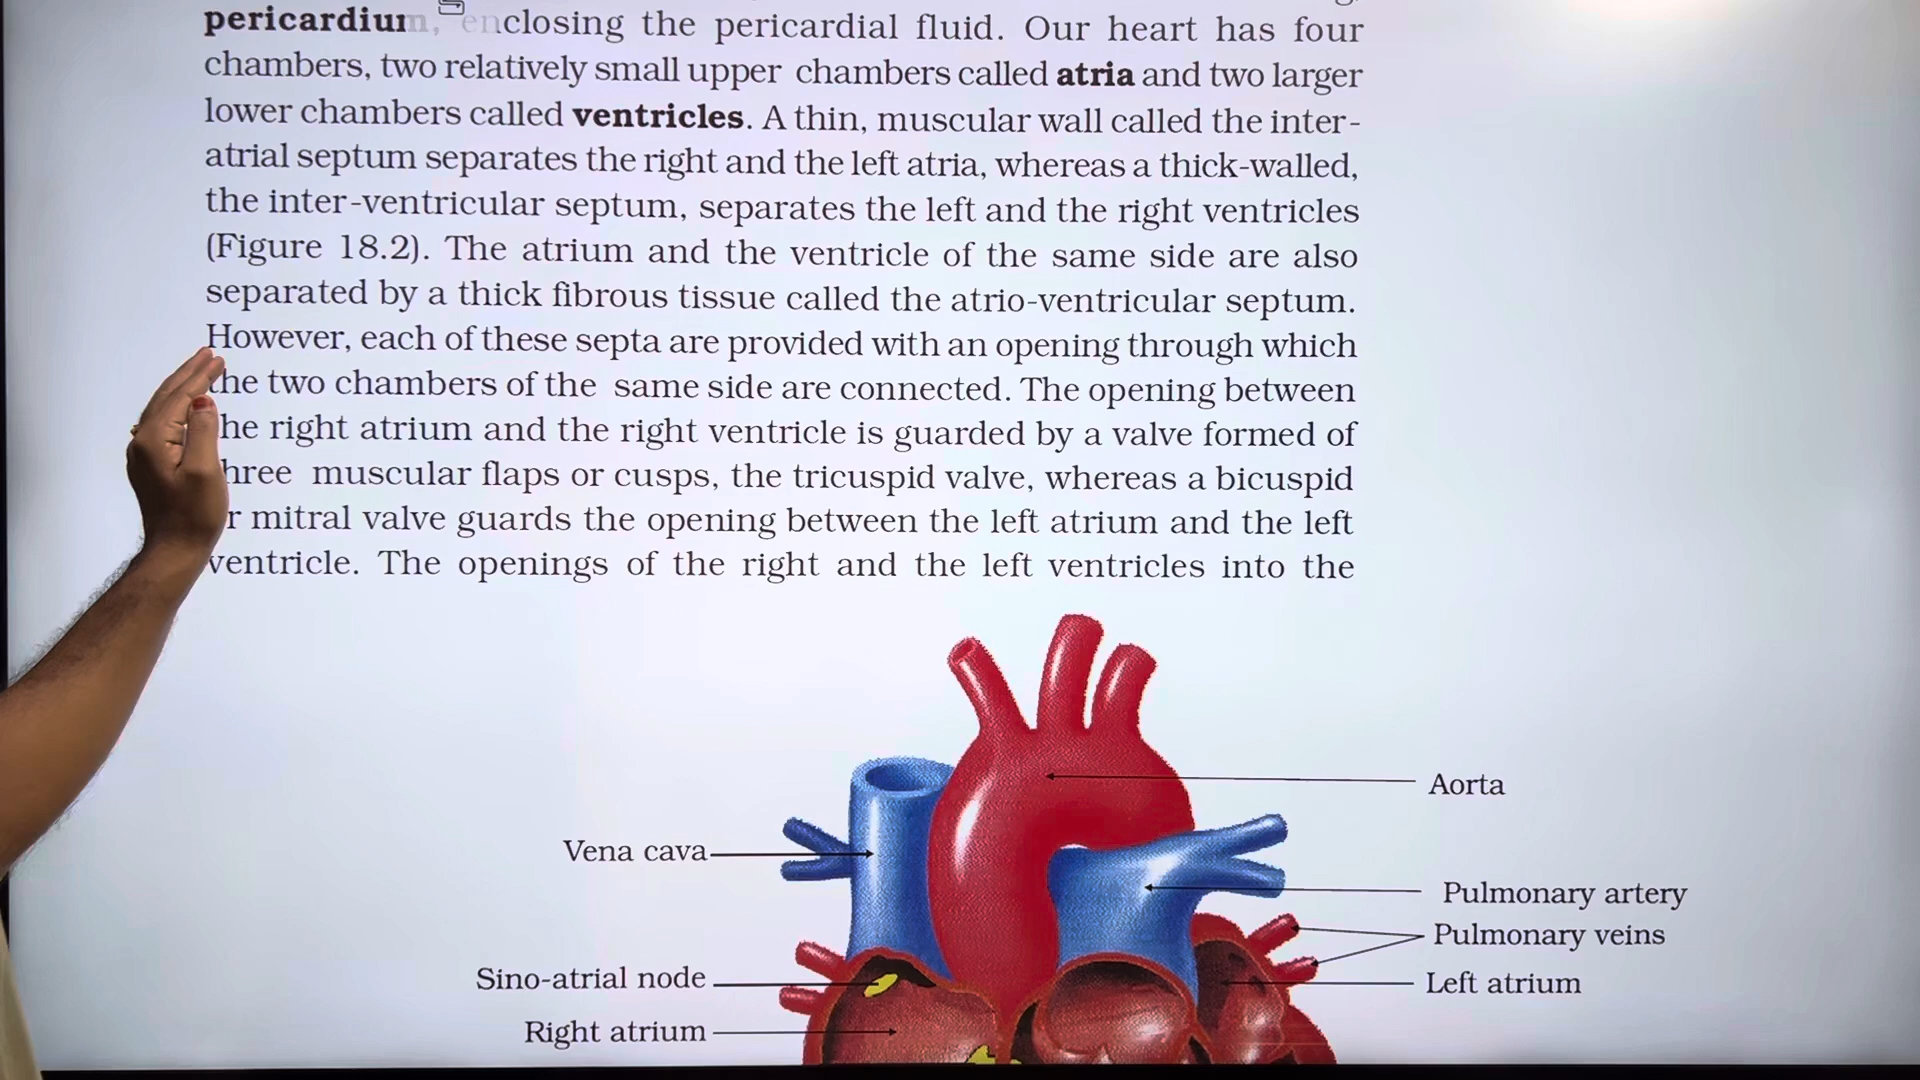 pericardium, enclosing the pericardial fluid. Our heart has four
chambers, two relatively small upper chambers called atria and two larger
lower chambers called ventricles. A thin, muscular wall called the inter-
atrial septum separates the right and the left atria, whereas a thick-walled,
the inter-ventricular septum, separates the left and the right ventricles
(Figure 18.2). The atrium and the ventricle of the same side are also
separated by a thick fibrous tissue called the atrio-ventricular septum.
However, each of these septa are provided with an opening through which
the two chambers of the same side are connected. The opening between
he right atrium and the right ventricle is guarded by a valve formed of
hree muscular flaps or cusps, the tricuspid valve, whereas a bicuspid
r mitral valve guards the opening between the left atrium and the left
ventricle. The openings of the right and the left ventricles into the
Aorta
Vena cava
Pulmonary artery
Pulmonary veins
Sino-atrial node
Left atrium
Right atrium